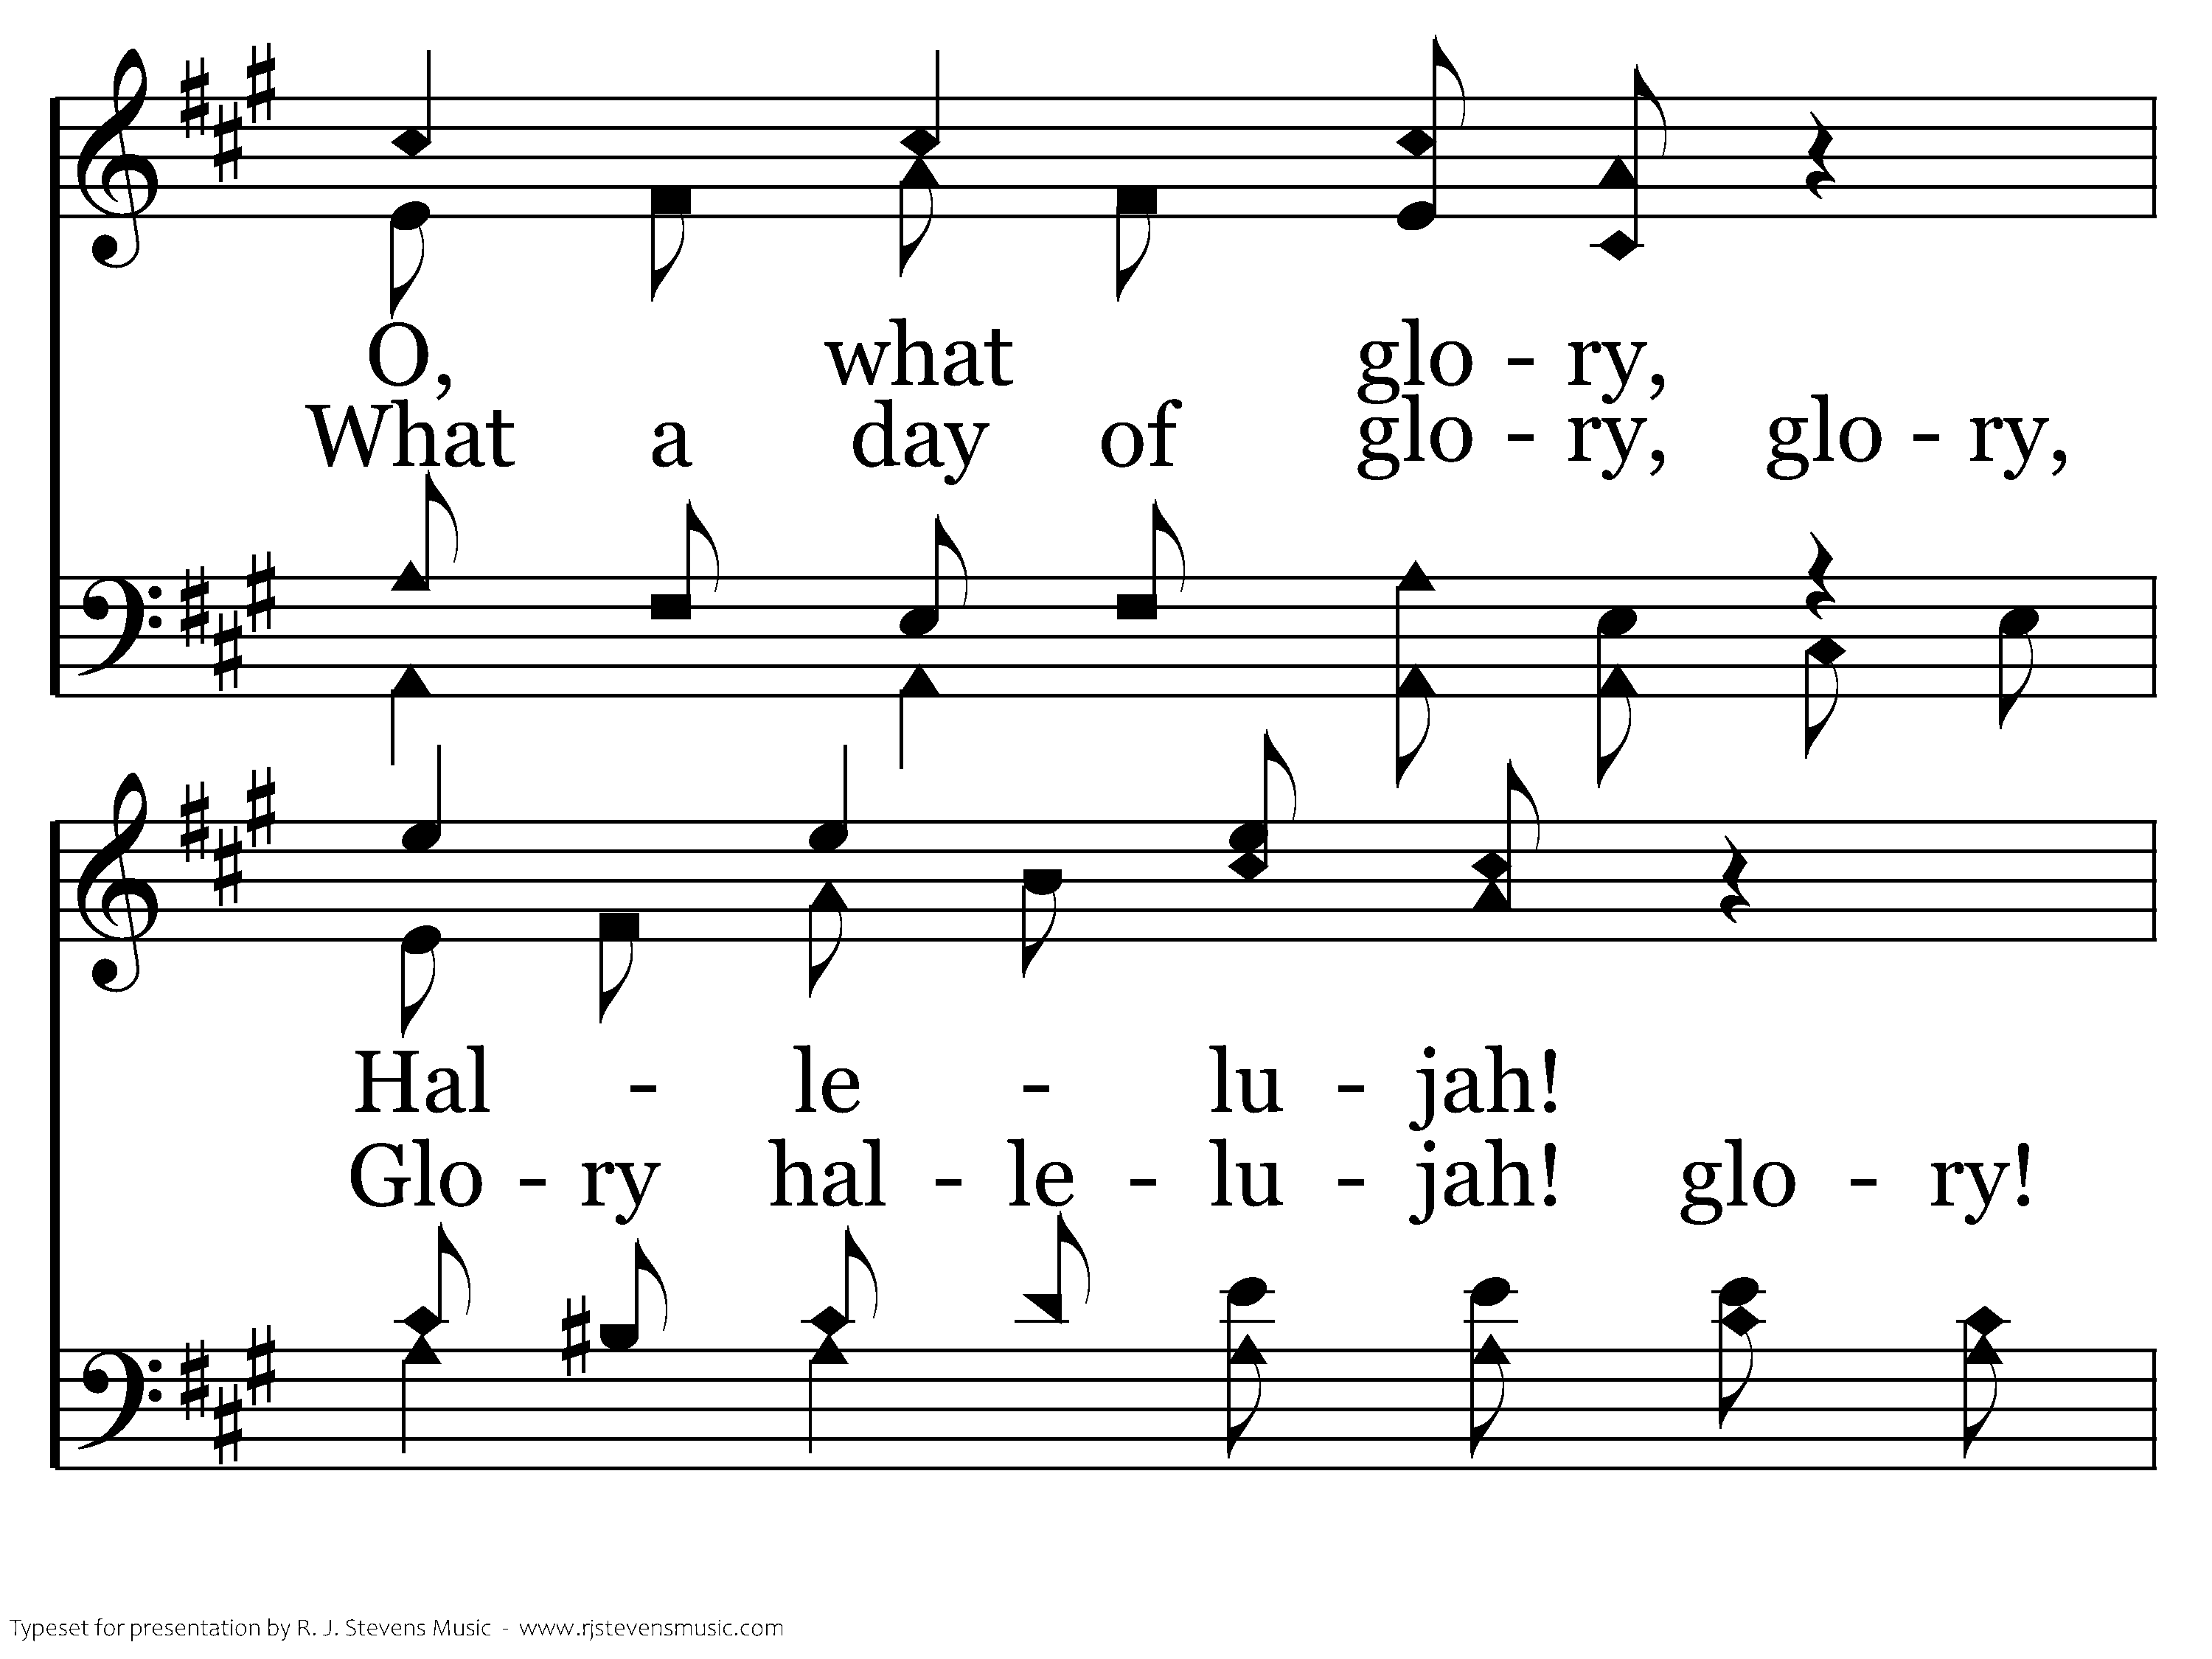 O, what glo - ry,
What a day of glo - ry, glo - ry,
Hal - le - lu - jah!
Glo - ry hal - le - lu - jah! glo - ry!
Typeset for presentation by R. J. Stevens Music - www.rjstevensmusic.com